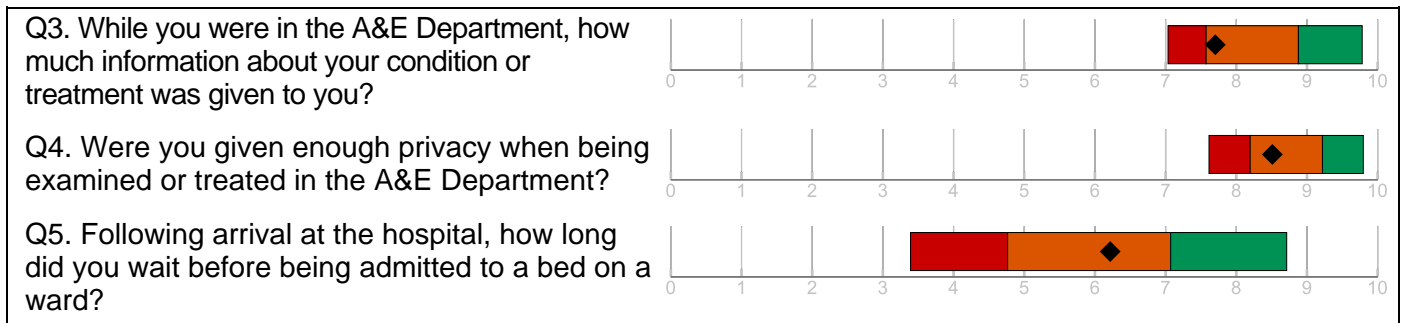 Q3. While you were in the A&E Department, how
much information about your condition or
treatment was given to you?
0 1 2 3 4 5 6 7 8 9 10
Q4. Were you given enough privacy when being
examined or treated in the A&E Department?
0 1 2 3 4 5 6 7 8 9 10
Q5. Following arrival at the hospital, how long
did you wait before being admitted to a bed on a
ward?
0 1 2 3 4 5 6 7 8 9 10